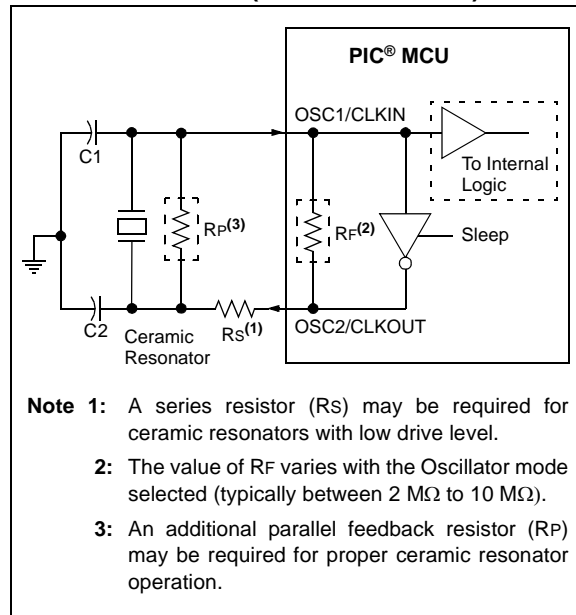 PIC® MCU
OSC1/CLKIN
C1
To Internal
Logic
RP(3)
RF(2)
Sleep
C2
Ceramic
Resonator
RS(1)
OSC2/CLKOUT
Note 1: A series resistor (RS) may be required for
ceramic resonators with low drive level.
2: The value of RF varies with the Oscillator mode
selected (typically between 2 MΩ to 10 MΩ).
3: An additional parallel feedback resistor (RP)
may be required for proper ceramic resonator
operation.